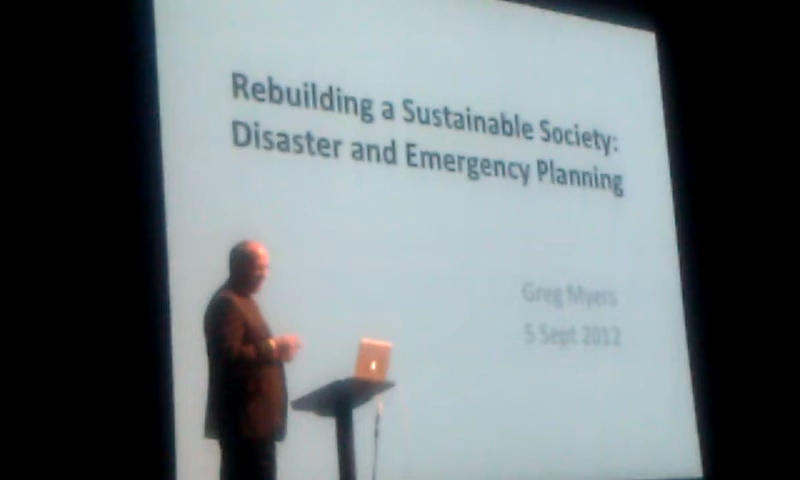 Rebuilding a Sustainable Society:
Disaster and Emergency Planning
Greg Myers
5 Sept 2012